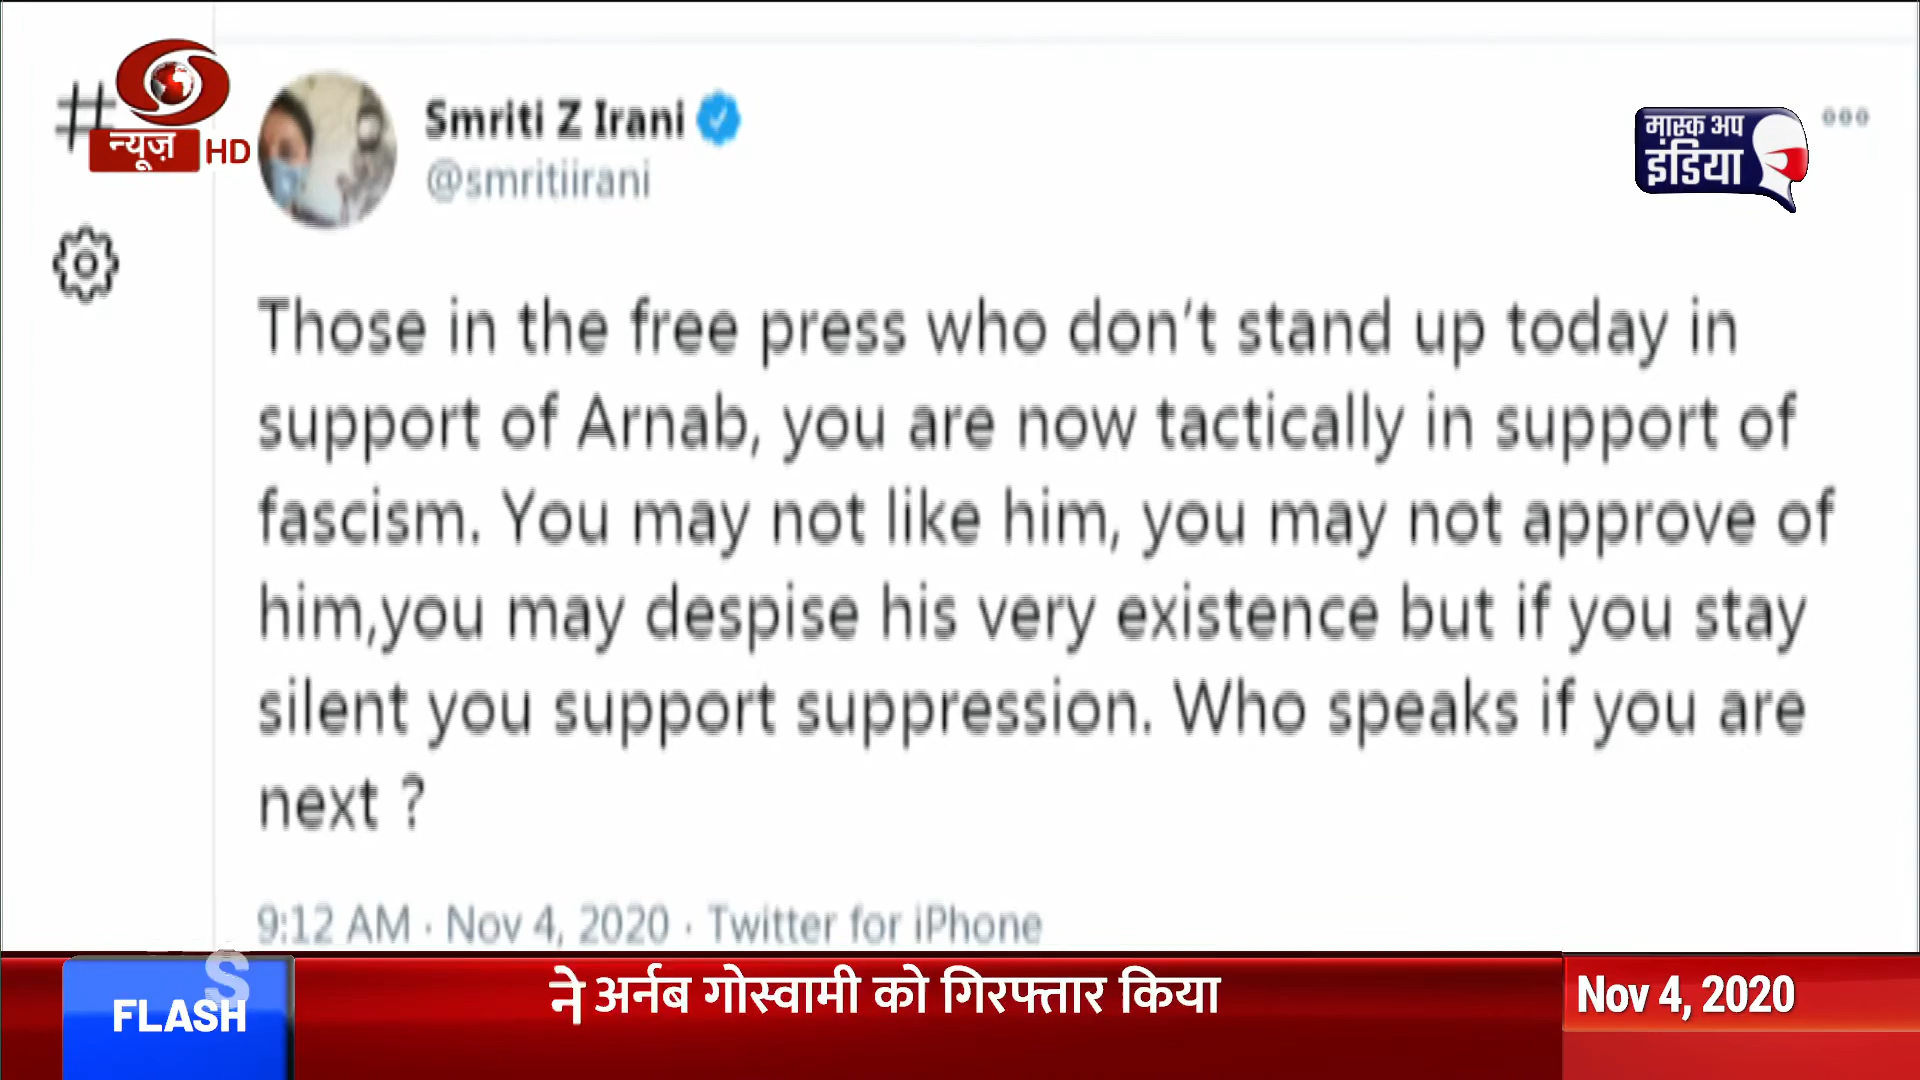 #
न्यूज़ HD
Smriti Z Irani
@smritiirani
मास्क अप
इंडिया
Those in the free press who don't stand up today in
support of Arnab, you are now tactically in support of
fascism. You may not like him, you may not approve of
him,you may despise his very existence but if you stay
silent you support suppression. Who speaks if you are
next ?
9:12 AM · Nov 4, 2020 · Twitter for iPhone
S
FLASH
ने अर्नब गोस्वामी को गिरफ्तार किया
Nov 4, 2020